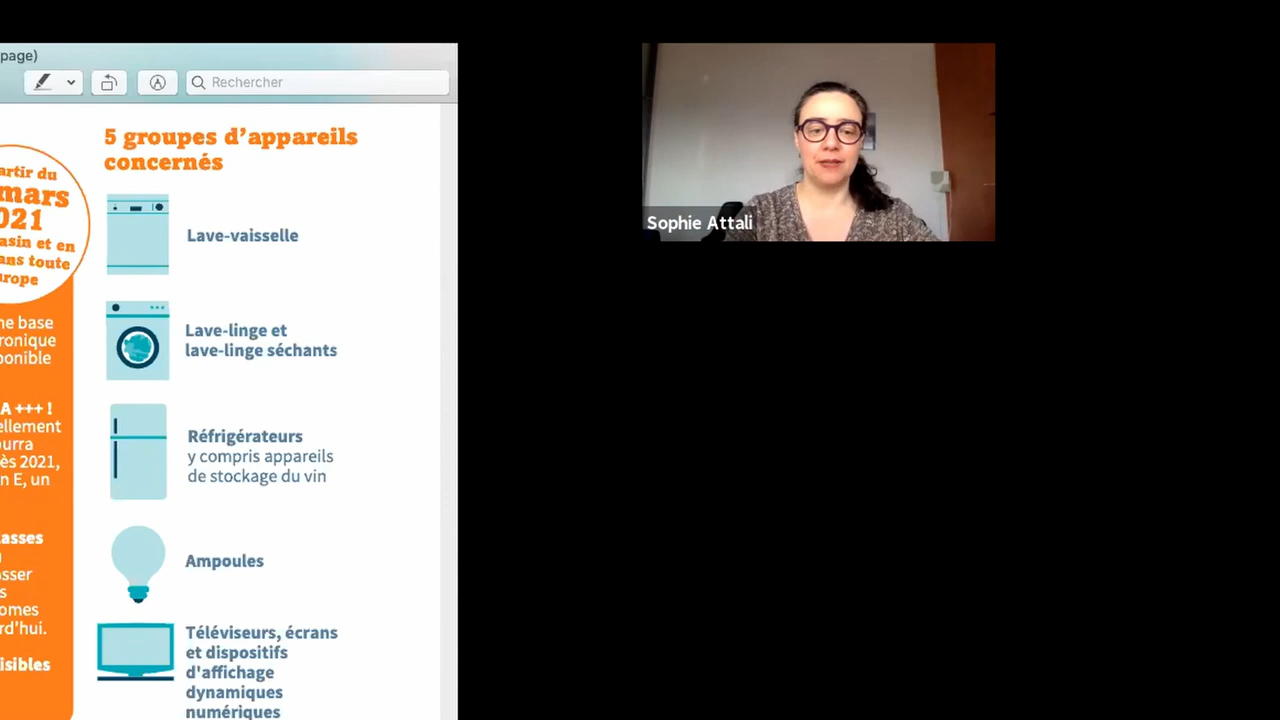 page)
Rechercher
artir du
mars
021
asin et en
ans toute
urope
ne base
ronique
ponible
A +++ !
ellement
urra
ès 2021,
n E, un
asses
sser
s
omes
rd'hui.
isibles
5 groupes d'appareils
concernés
Lave-vaisselle
Lave-linge et
lave-linge séchants
Réfrigérateurs
y compris appareils
de stockage du vin
Ampoules
Téléviseurs, écrans
et dispositifs
d'affichage
dynamiques
numériques
Sophie Attali